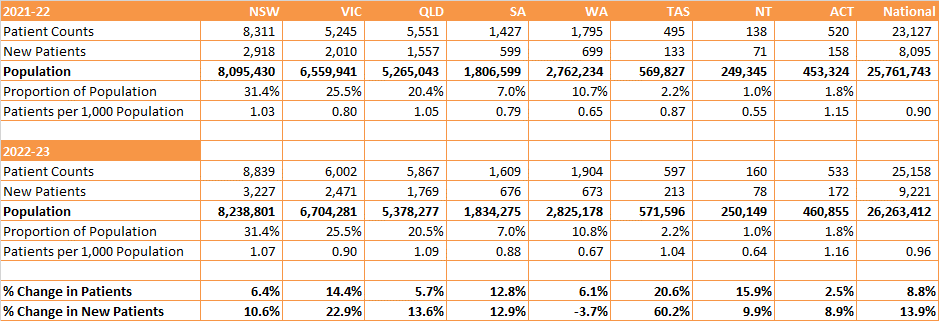 2021-22 NSW VIC QLD SA WA TAS NT ACT National
Patient Counts 8,311 5,245 5,551 1,427 1,795 495 138 520 23,127
New Patients 2,918 2,010 1,557 599 699 133 71 158 8,095
Population 8,095,430 6,559,941 5,265,043 1,806,599 2,762,234 569,827 249,345 453,324 25,761,743
Proportion of Population 31.4% 25.5% 20.4% 7.0% 10.7% 2.2% 1.0% 1.8%
Patients per 1,000 Population 1.03 0.80 1.05 0.79 0.65 0.87 0.55 1.15 0.90
2022-23
Patient Counts 8,839 6,002 5,867 1,609 1,904 597 160 533 25,158
New Patients 3,227 2,471 1,769 676 673 213 78 172 9,221
Population 8,238,801 6,704,281 5,378,277 1,834,275 2,825,178 571,596 250,149 460,855 26,263,412
Proportion of Population 31.4% 25.5% 20.5% 7.0% 10.8% 2.2% 1.0% 1.8%
Patients per 1,000 Population 1.07 0.90 1.09 0.88 0.67 1.04 0.64 1.16 0.96
% Change in Patients 6.4% 14.4% 5.7% 12.8% 6.1% 20.6% 15.9% 2.5% 8.8%
% Change in New Patients 10.6% 22.9% 13.6% 12.9% -3.7% 60.2% 9.9% 8.9% 13.9%